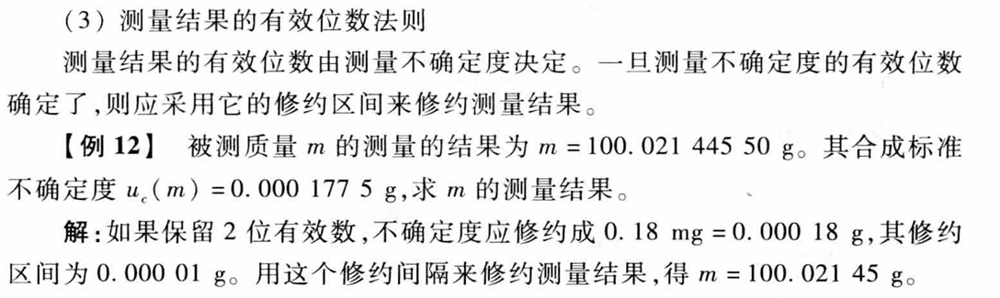 (3) 测量结果的有效位数法则
测量结果的有效位数由测量不确定度决定。一旦测量不确定度的有效位数
确定了,则应采用它的修约区间来修约测量结果。
【例 12】 被测质量 m 的测量的结果为 m =100. 021 445 50 g。其合成标准
不确定度 u_c(m) =0. 000 177 5 g,求 m 的测量结果。
解:如果保留 2 位有效数,不确定度应修约成 0. 18 mg =0. 000 18 g,其修约
区间为 0. 000 01 g。用这个修约间隔来修约测量结果,得 m =100. 021 45 g。